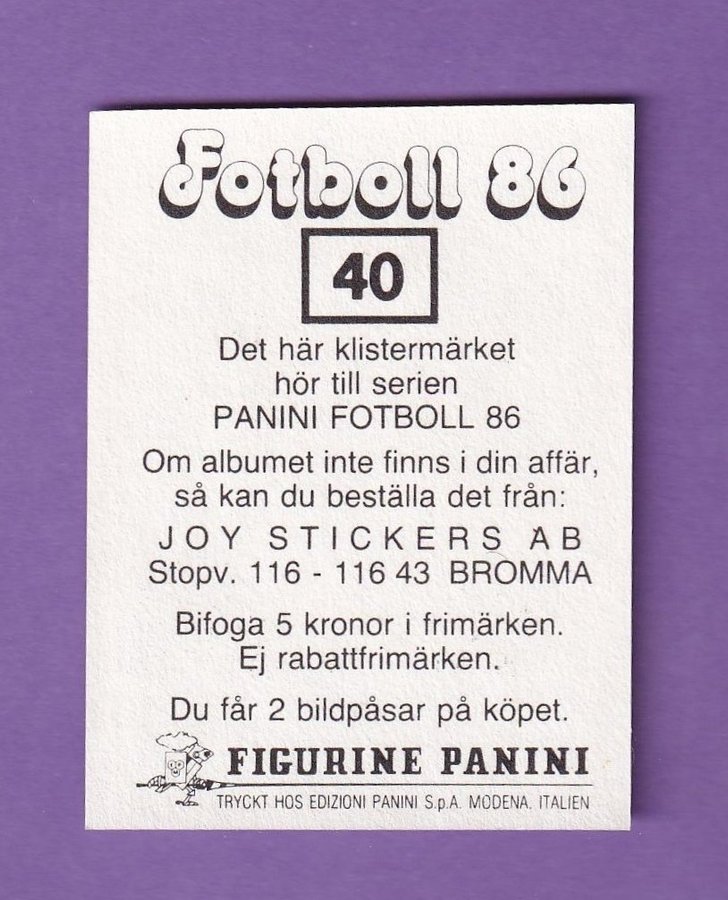 Fotboll 86
40
Det här klistermärket
hör till serien
PANINI FOTBOLL 86
Om albumet inte finns i din affär,
så kan du beställa det från:
JOY STICKERS AB
Stopv. 116 - 116 43 BROMMA
Bifoga 5 kronor i frimärken.
Ej rabattfrimärken.
Du får 2 bildpåsar på köpet.
FIGURINE PANINI
TRYCKT HOS EDIZIONI PANINI S.p.A. MODENA. ITALIEN